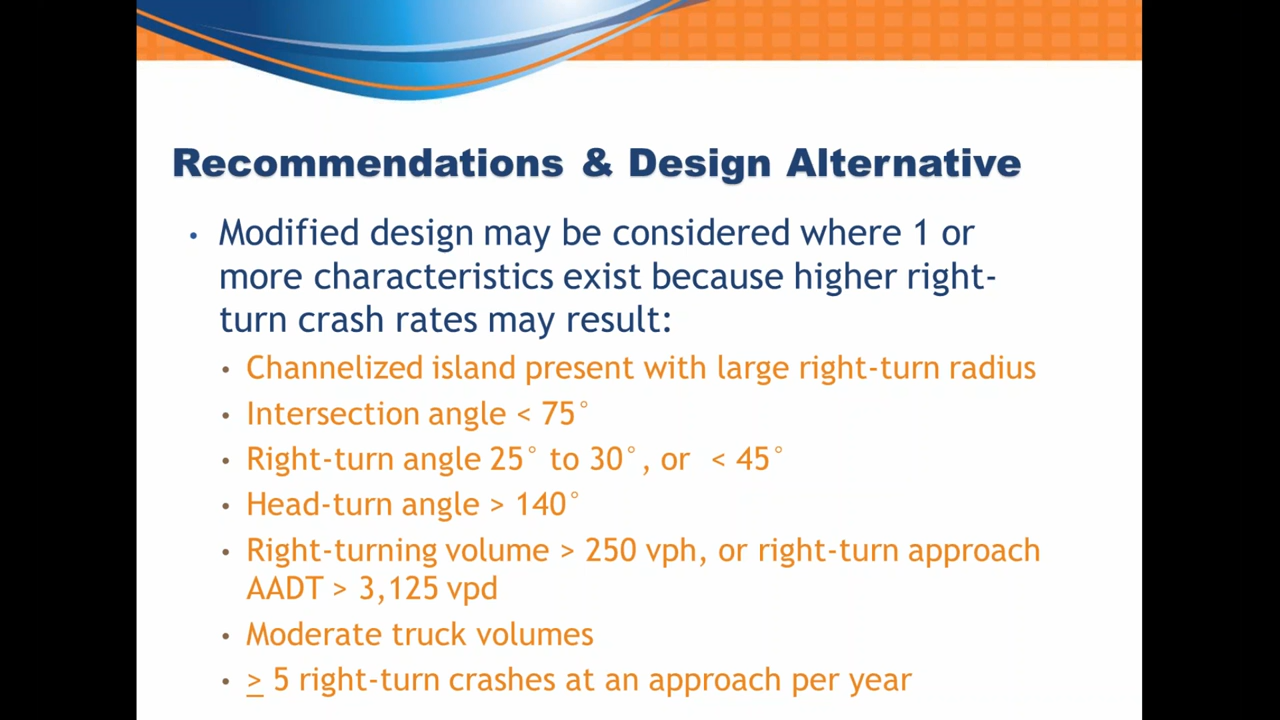 Recommendations & Design Alternative
• Modified design may be considered where 1 or
more characteristics exist because higher right-
turn crash rates may result:
• Channelized island present with large right-turn radius
• Intersection angle < 75°
• Right-turn angle 25° to 30°, or < 45°
• Head-turn angle > 140°
• Right-turning volume > 250 vph, or right-turn approach
AADT > 3,125 vpd
• Moderate truck volumes
• > 5 right-turn crashes at an approach per year